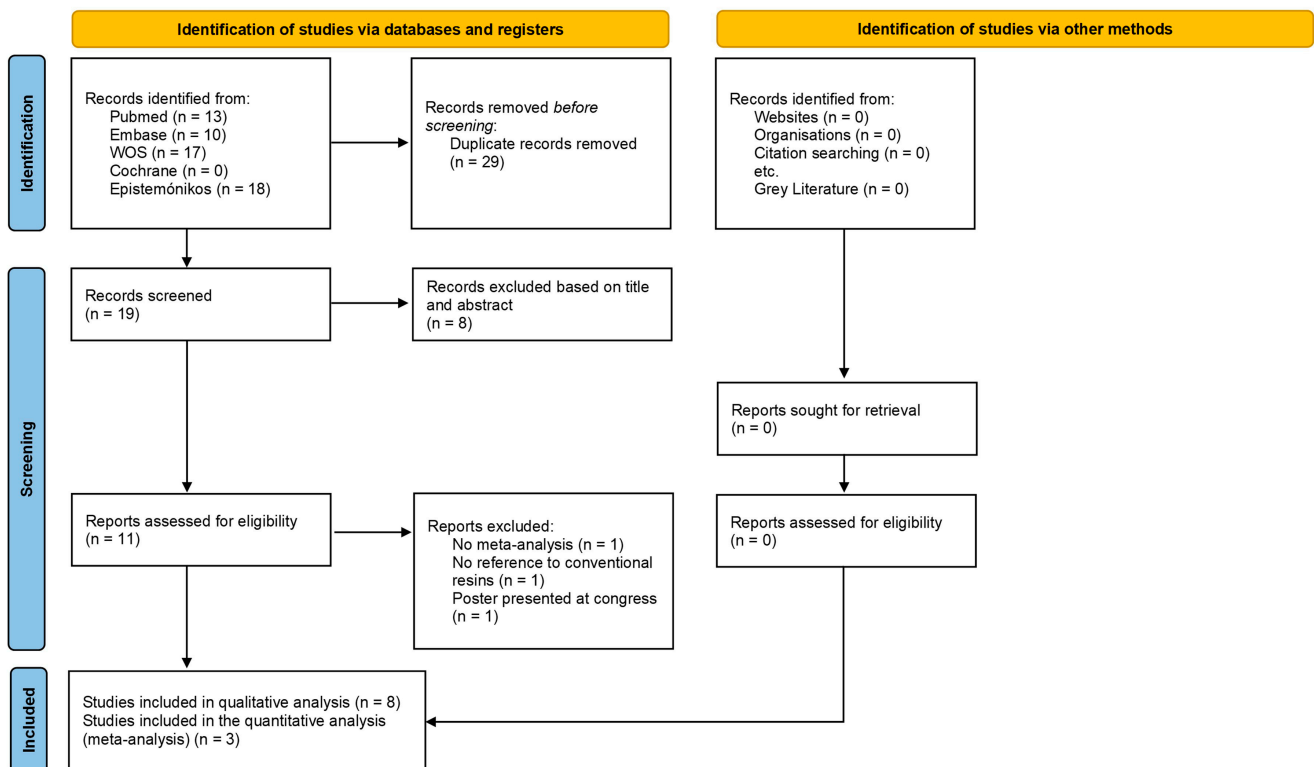 Identification of studies via databases and registers
Identification of studies via other methods
Identification
Records identified from:
Pubmed (n = 13)
Embase (n = 10)
WOS (n = 17)
Cochrane (n = 0)
Epistemónikos (n = 18)
Records removed before
screening:
Duplicate records removed
(n = 29)
Records identified from:
Websites (n = 0)
Organisations (n = 0)
Citation searching (n = 0)
etc.
Grey Literature (n = 0)
Screening
Records screened
(n = 19)
Records excluded based on title
and abstract
(n = 8)
Reports sought for retrieval
(n = 0)
Reports assessed for eligibility
(n = 11)
Reports excluded:
No meta-analysis (n = 1)
No reference to conventional
resins (n = 1)
Poster presented at congress
(n = 1)
Reports assessed for eligibility
(n = 0)
Included
Studies included in qualitative analysis (n = 8)
Studies included in the quantitative analysis
(meta-analysis) (n = 3)